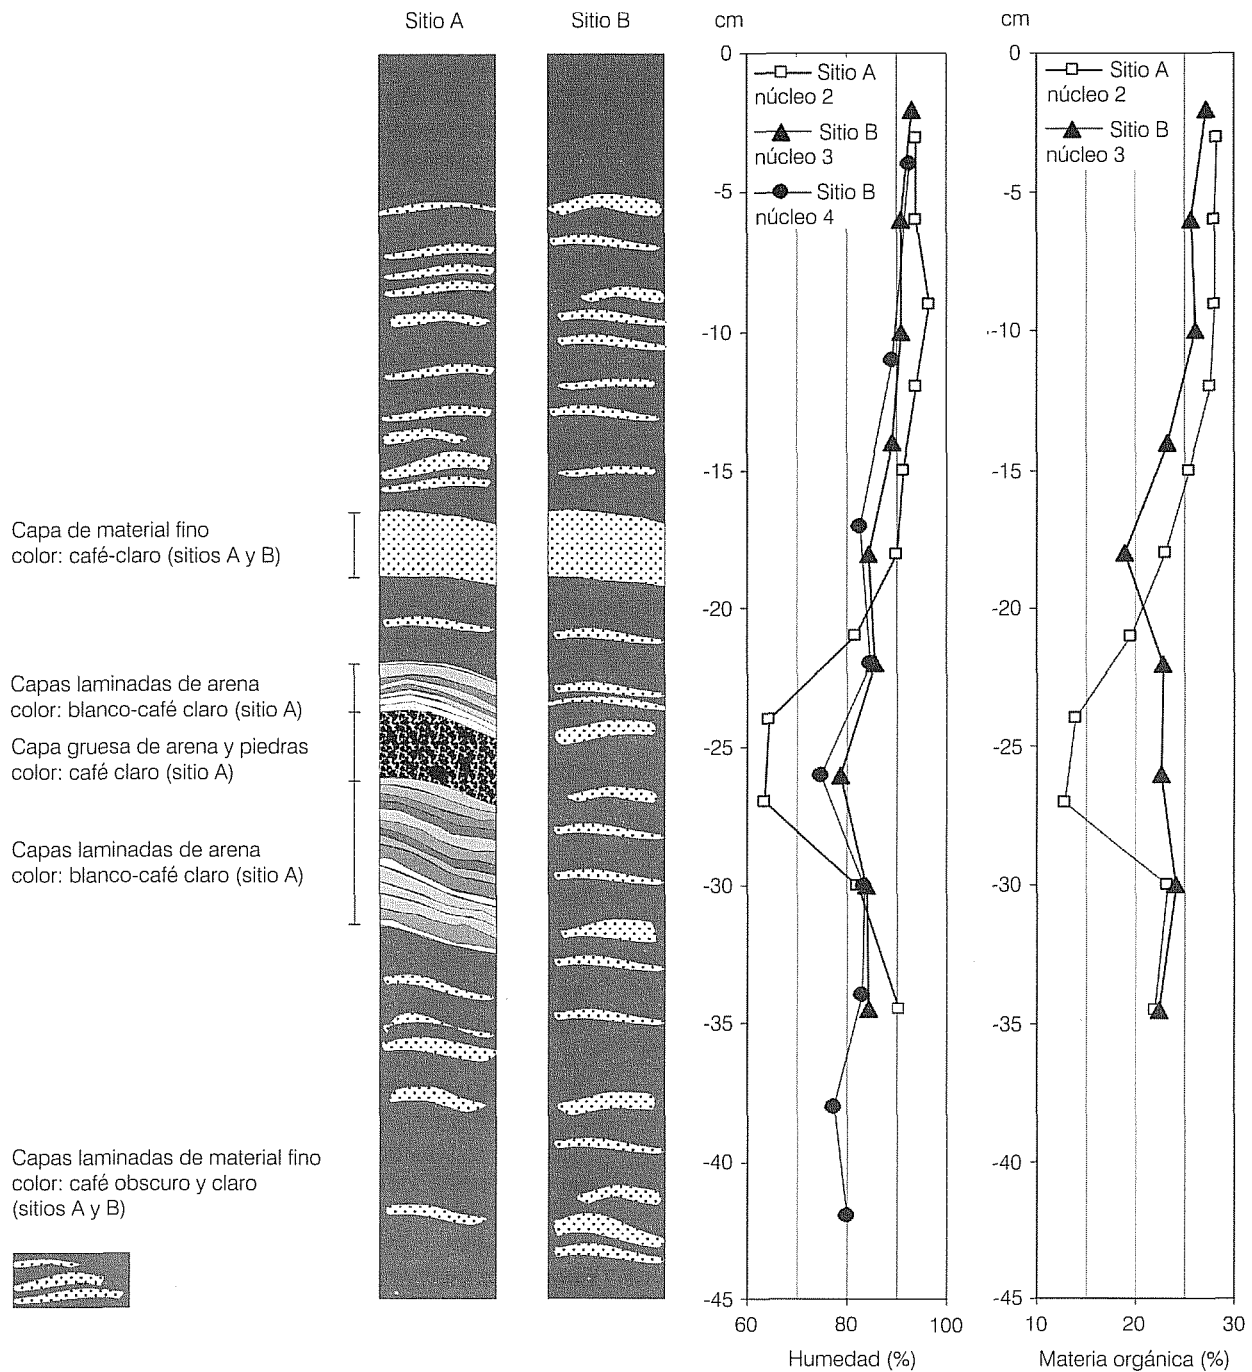 Sitio A
Sitio B
Capa de material fino
color: café-claro (sitios A y B)
Capas laminadas de arena
color: blanco-café claro (sitio A)
Capa gruesa de arena y piedras
color: café claro (sitio A)
Capas laminadas de arena
color: blanco-café claro (sitio A)
Capas laminadas de material fino
color: café obscuro y claro
(sitios A y B)
cm
0
-5
-10
-15
-20
-25
-30
-35
-40
-45
Sitio A
núcleo 2
Sitio B
núcleo 3
Sitio B
núcleo 4
60
80
100
Humedad (%)
cm
0
-5
-10
-15
-20
-25
-30
-35
-40
-45
Sitio A
núcleo 2
Sitio B
núcleo 3
10
20
30
Materia orgánica (%)